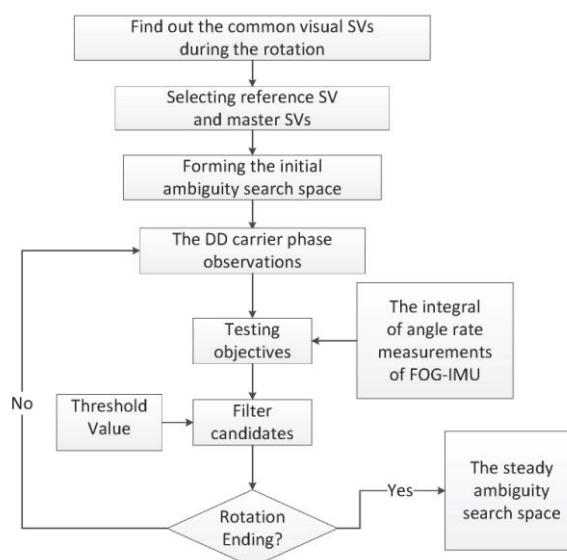 Find out the common visual SVs
during the rotation
Selecting reference SV
and master SVs
Forming the initial
ambiguity search space
The DD carrier phase
observations
Testing
objectives
The integral
of angle rate
measurements
of FOG-IMU
No
Threshold
Value
Filter
candidates
Rotation
Ending?
Yes
The steady
ambiguity
search space